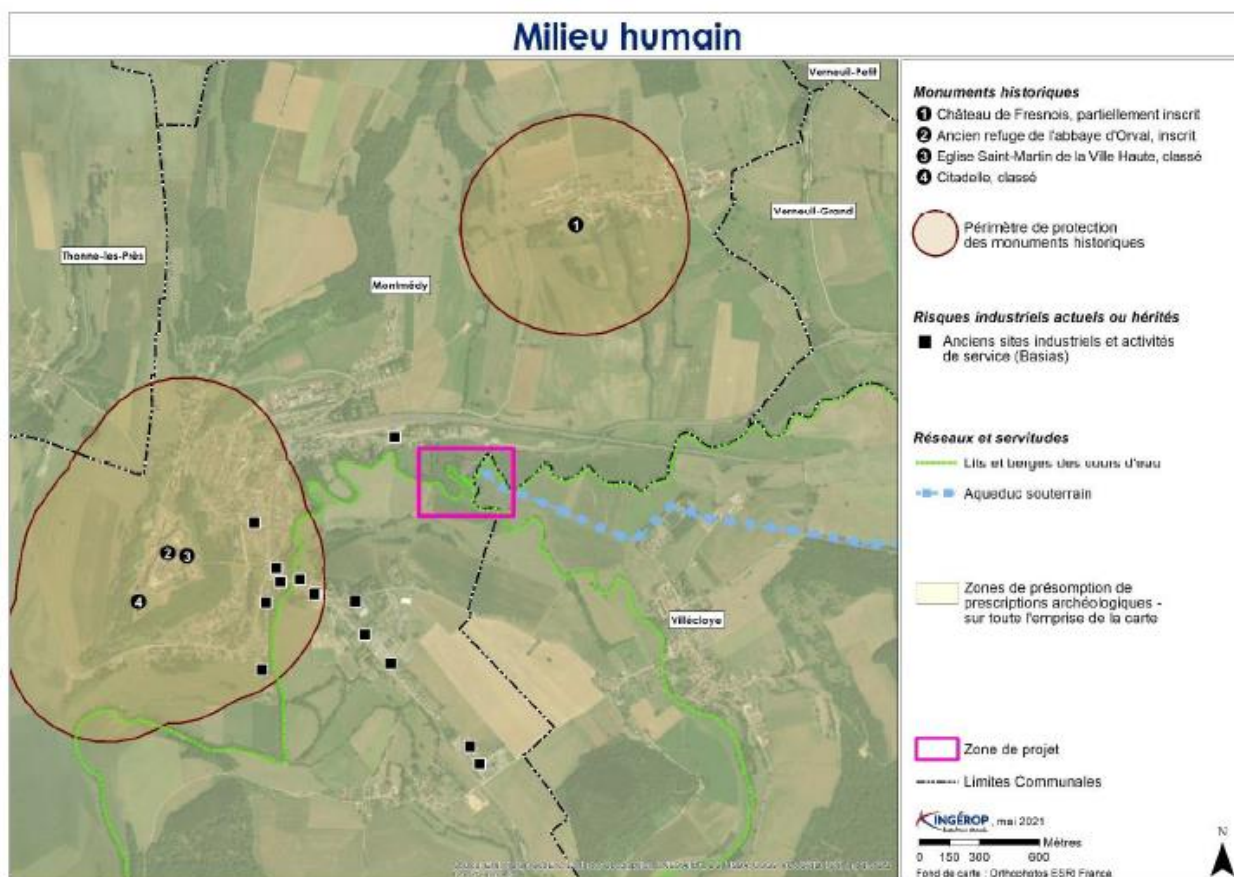 Milieu humain
Verneuil-Petit
Verneuil-Grand
Thonne-les-Près
Montmédy
Villécloye
1
2
3
4
Monuments historiques
1 Château de Fresnois, partiellement inscrit
2 Ancien refuge de l'abbaye d'Orval, inscrit
3 Eglise Saint-Martin de la Ville Haute, classé
4 Citadelle, classé
Périmètre de protection
des monuments historiques
Risques industriels actuels ou hérités
Anciens sites industriels et activités
de service (Basias)
Réseaux et servitudes
Lits et berges des cours d'eau
Aqueduc souterrain
Zones de présomption de
prescriptions archéologiques -
sur toute l'emprise de la carte
Zone de projet
Limites Communales
INGÉROP, mai 2021
Mètres
0 150 300 600
N
Fond de carte : Orthophotos ESRI France